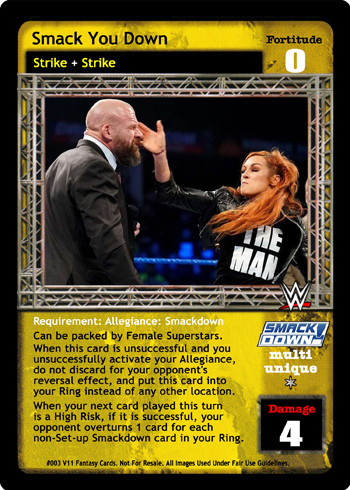 Smack You Down
Fortitude
0
Strike + Strike
THE
MAN
W
Requirement: Allegiance: Smackdown
SMACK
DOWN!
multi
unique
Can be packed by Female Superstars.
When this card is unsuccessful and you
unsuccessfully activate your Allegiance,
do not discard for your opponent's
reversal effect, and put this card into
your Ring instead of any other location.
When your next card played this turn
is a High Risk, if it is successful, your
opponent overturns 1 card for each
non-Set-up Smackdown card in your Ring.
Damage
4
#003 V11 Fantasy Cards. Not For Resale. All Images Used Under Fair Use Guidelines.